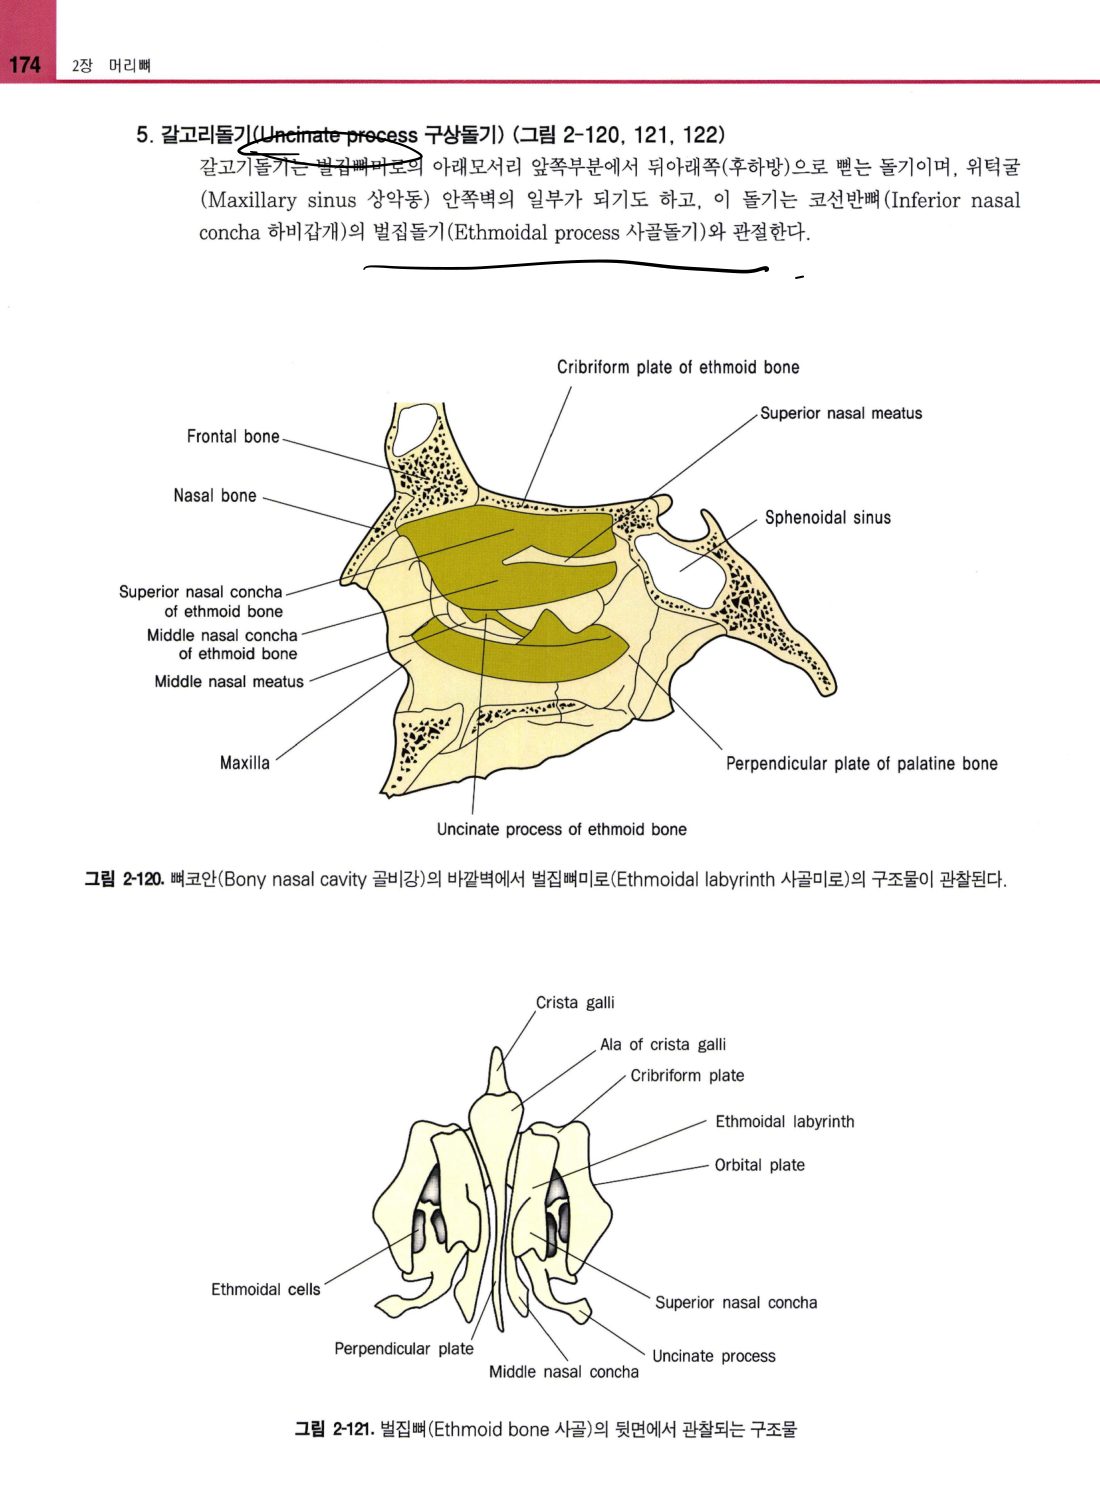 174 2장 머리뼈
5. 갈고리돌기(Uncinate process 구상돌기) (그림 2-120, 121, 122)
갈고기돌기는 벌집뼈미로의 아래모서리 앞쪽부분에서 뒤아래쪽(후하방)으로 뻗는 돌기이며, 위턱굴
(Maxillary sinus 상악동) 안쪽벽의 일부가 되기도 하고, 이 돌기는 코선반뼈(Inferior nasal
concha 하비갑개)의 벌집돌기(Ethmoidal process 사골돌기)와 관절한다.
Cribriform plate of ethmoid bone
Superior nasal meatus
Frontal bone
Nasal bone
Sphenoidal sinus
Superior nasal concha
of ethmoid bone
Middle nasal concha
of ethmoid bone
Middle nasal meatus
Maxilla
Perpendicular plate of palatine bone
Uncinate process of ethmoid bone
그림 2-120. 뼈코안(Bony nasal cavity 골비강)의 바깥벽에서 벌집뼈미로(Ethmoidal labyrinth 사골미로)의 구조물이 관찰된다.
Crista galli
Ala of crista galli
Cribriform plate
Ethmoidal labyrinth
Orbital plate
Ethmoidal cells
Superior nasal concha
Perpendicular plate
Uncinate process
Middle nasal concha
그림 2-121. 벌집뼈(Ethmoid bone 사골)의 뒷면에서 관찰되는 구조물